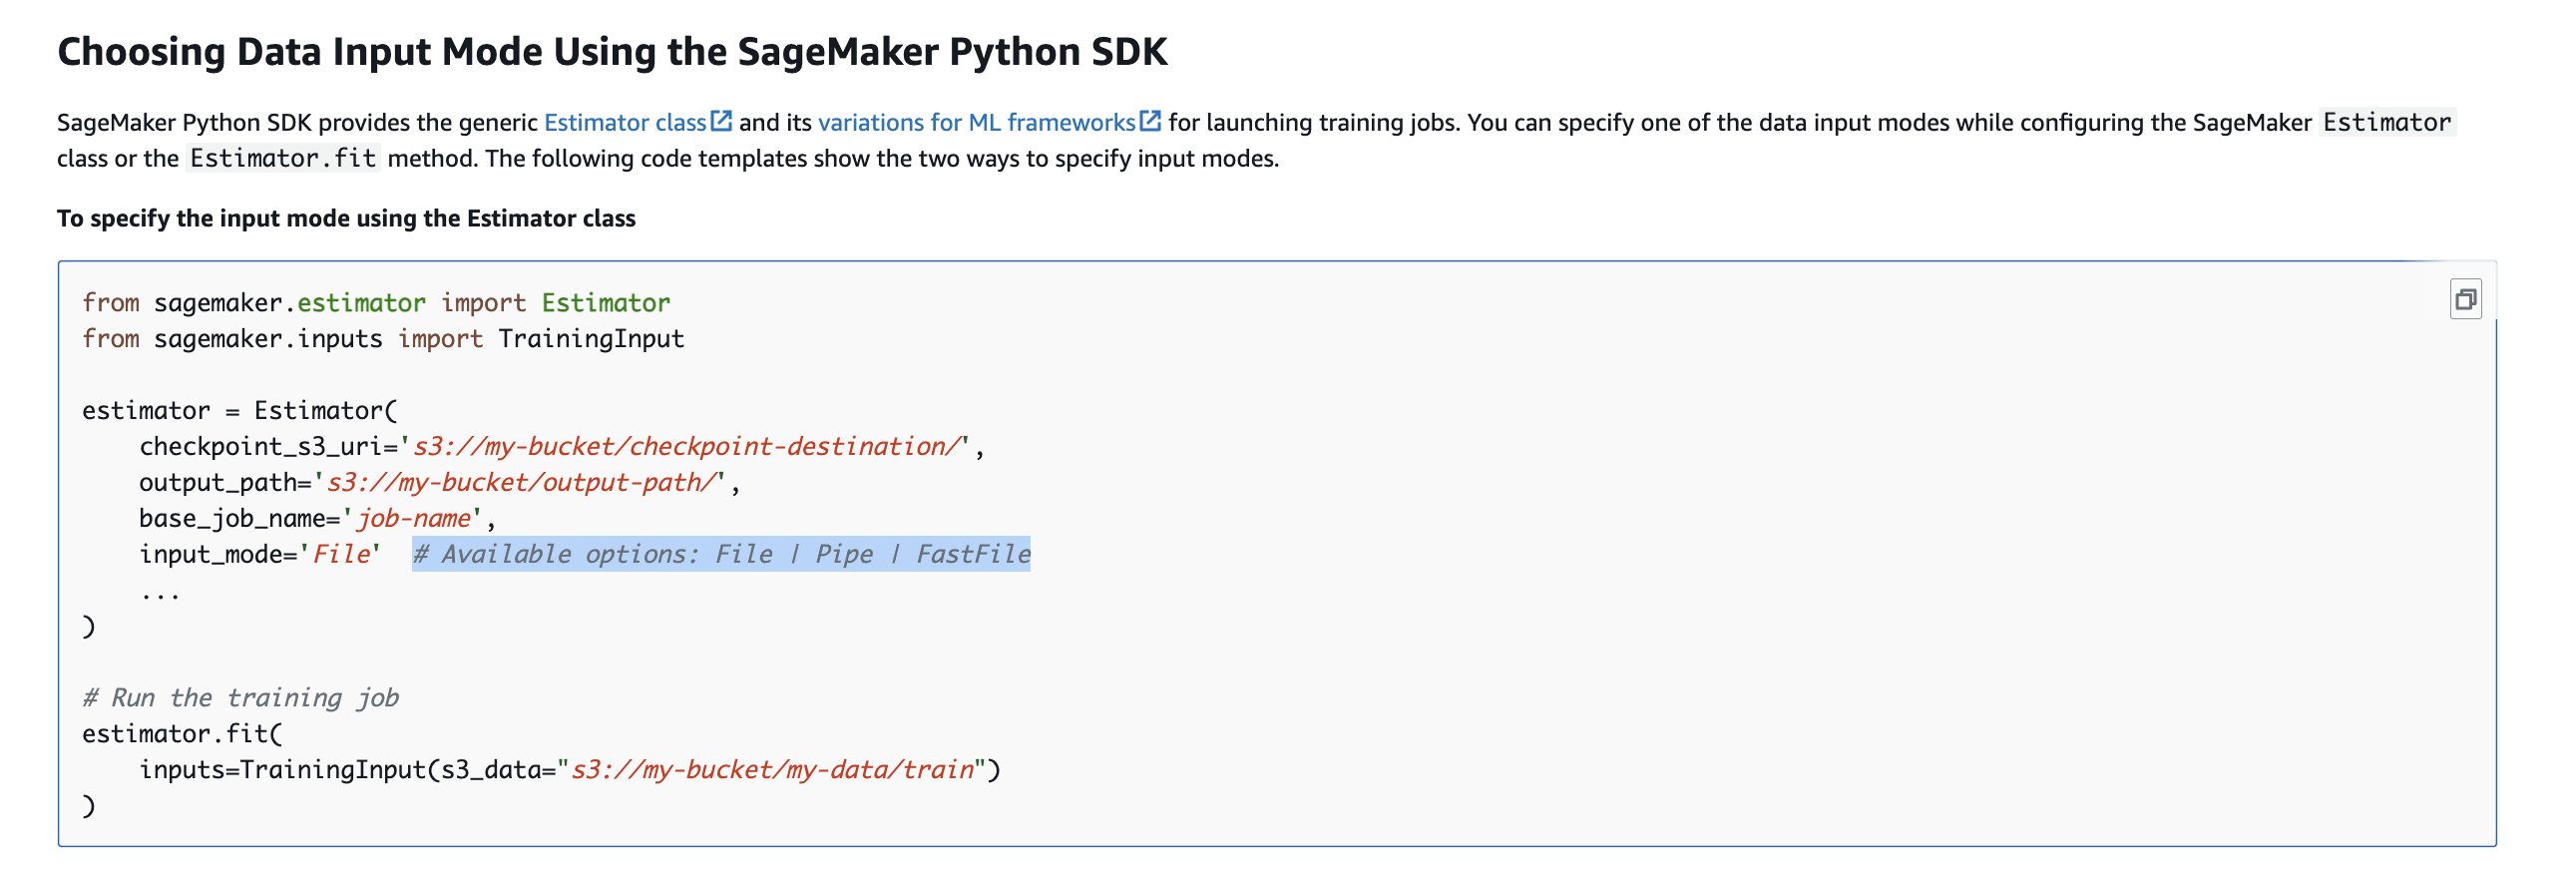 Choosing Data Input Mode Using the SageMaker Python SDK
SageMaker Python SDK provides the generic Estimator class and its variations for ML frameworks for launching training jobs. You can specify one of the data input modes while configuring the SageMaker Estimator
class or the Estimator.fit method. The following code templates show the two ways to specify input modes.
To specify the input mode using the Estimator class
from sagemaker.estimator import Estimator
from sagemaker.inputs import TrainingInput
estimator = Estimator(
    checkpoint_s3_uri='s3://my-bucket/checkpoint-destination/',
    output_path='s3://my-bucket/output-path/',
    base_job_name='job-name',
    input_mode='File'  # Available options: File | Pipe | FastFile
    ...
)
# Run the training job
estimator.fit(
    inputs=TrainingInput(s3_data="s3://my-bucket/my-data/train")
)